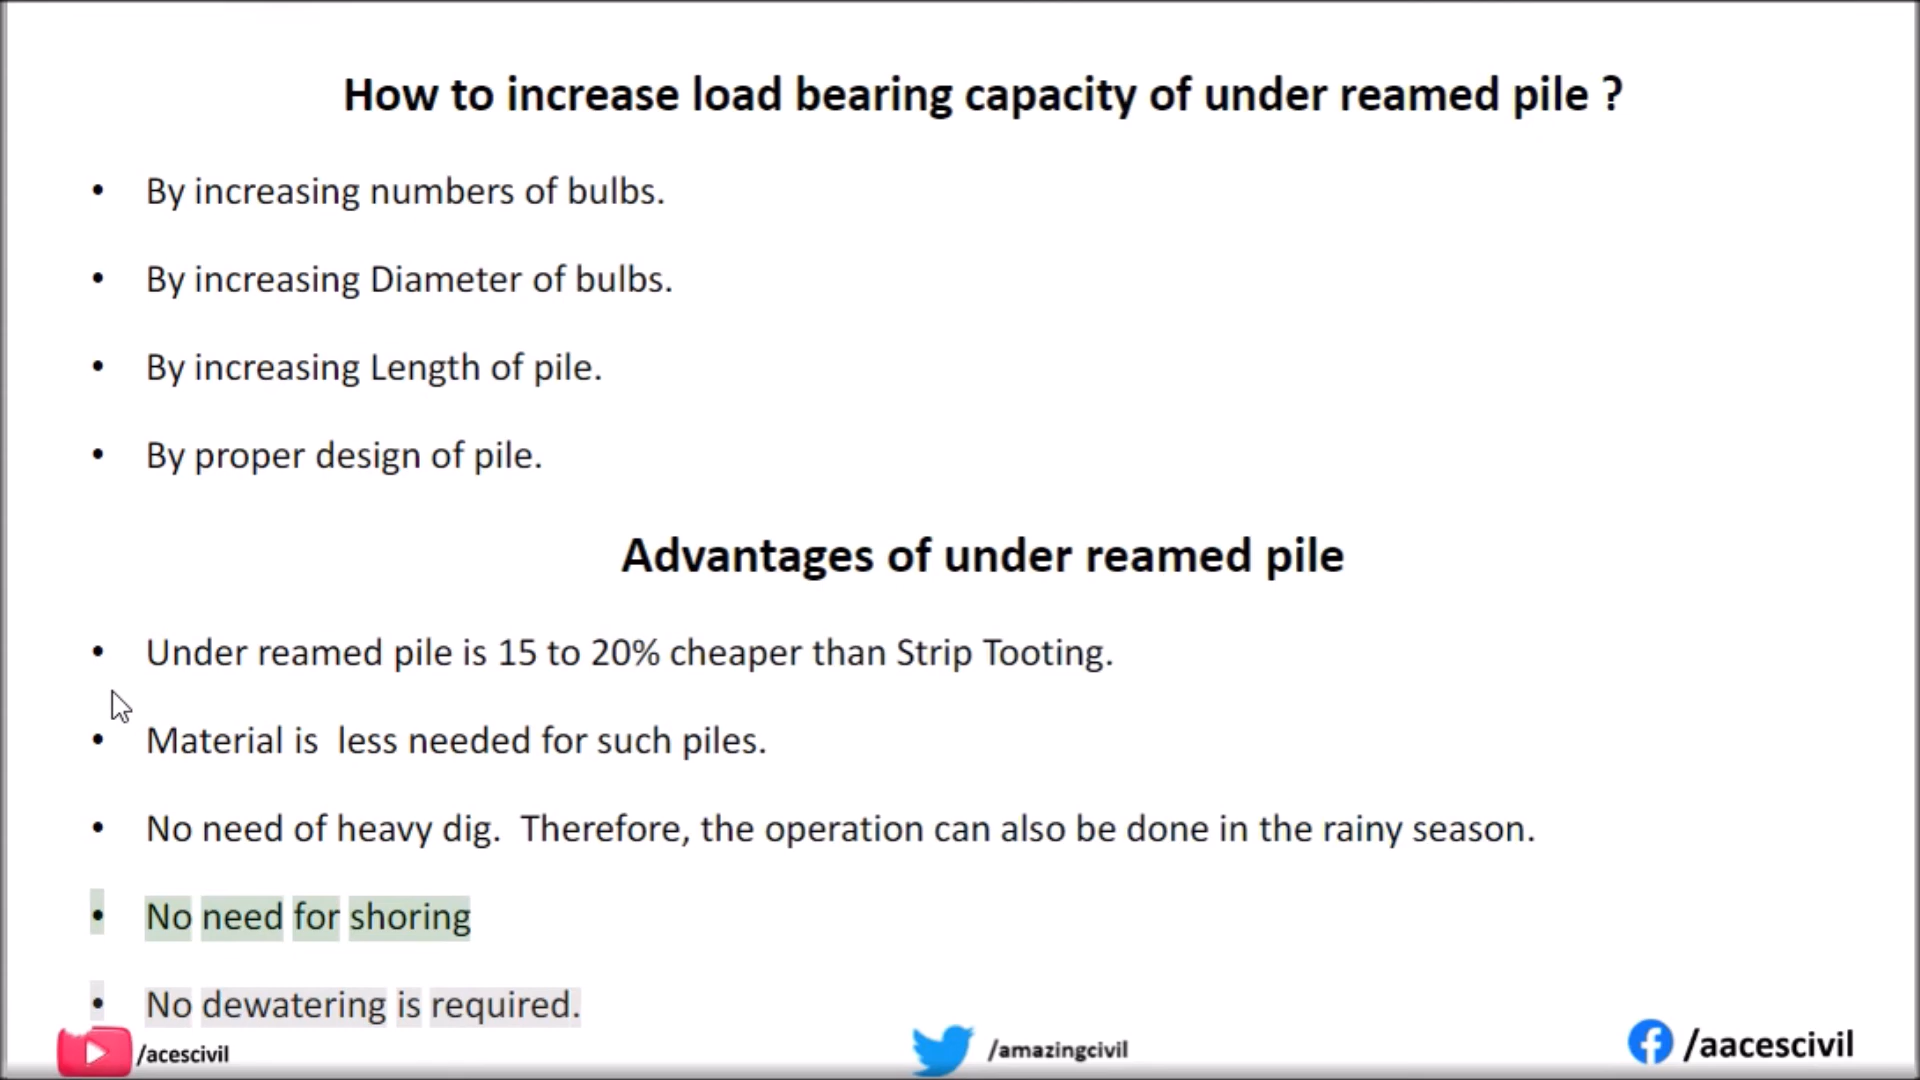 How to increase load bearing capacity of under reamed pile ?
• By increasing numbers of bulbs.
• By increasing Diameter of bulbs.
• By increasing Length of pile.
• By proper design of pile.
Advantages of under reamed pile
• Under reamed pile is 15 to 20% cheaper than Strip Tooting.
• Material is  less needed for such piles.
• No need of heavy dig.  Therefore, the operation can also be done in the rainy season.
• No need for shoring
• No dewatering is required.
/acescivil
/amazingcivil
/aacescivil